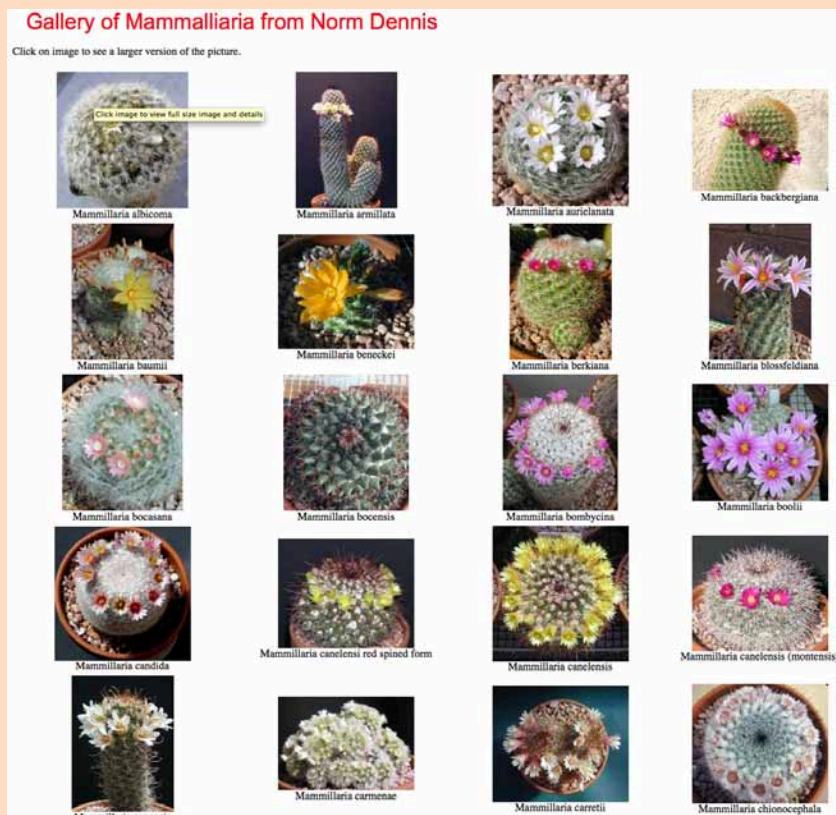 Gallery of Mammalliaria from Norm Dennis
Click on image to see a larger version of the picture.
Click image to view full size image and details
Mammillaria albicoma
Mammillaria armillata
Mammillaria aurielanata
Mammillaria backbergiana
Mammillaria baumii
Mammillaria beneckei
Mammillaria berkiana
Mammillaria blossfeldiana
Mammillaria bocasana
Mammillaria bocensis
Mammillaria bombycina
Mammillaria boolii
Mammillaria candida
Mammillaria canelensi red spined form
Mammillaria canelensis
Mammillaria canelensis (montensis
Mammillaria carmenae
Mammillaria carretii
Mammillaria chionocephala